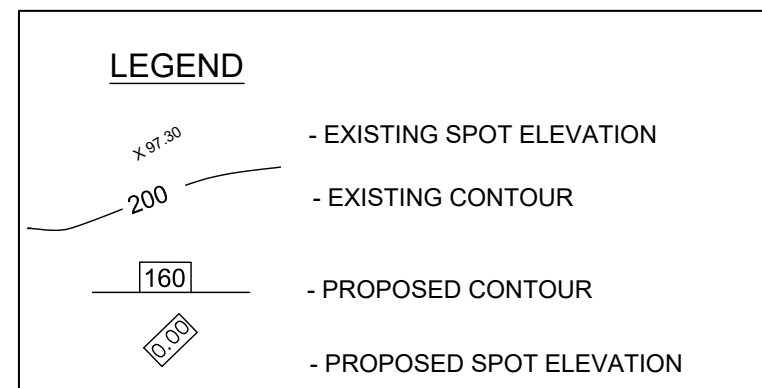 LEGEND
X 97.30 - EXISTING SPOT ELEVATION
200 - EXISTING CONTOUR
160 - PROPOSED CONTOUR
0.00 - PROPOSED SPOT ELEVATION